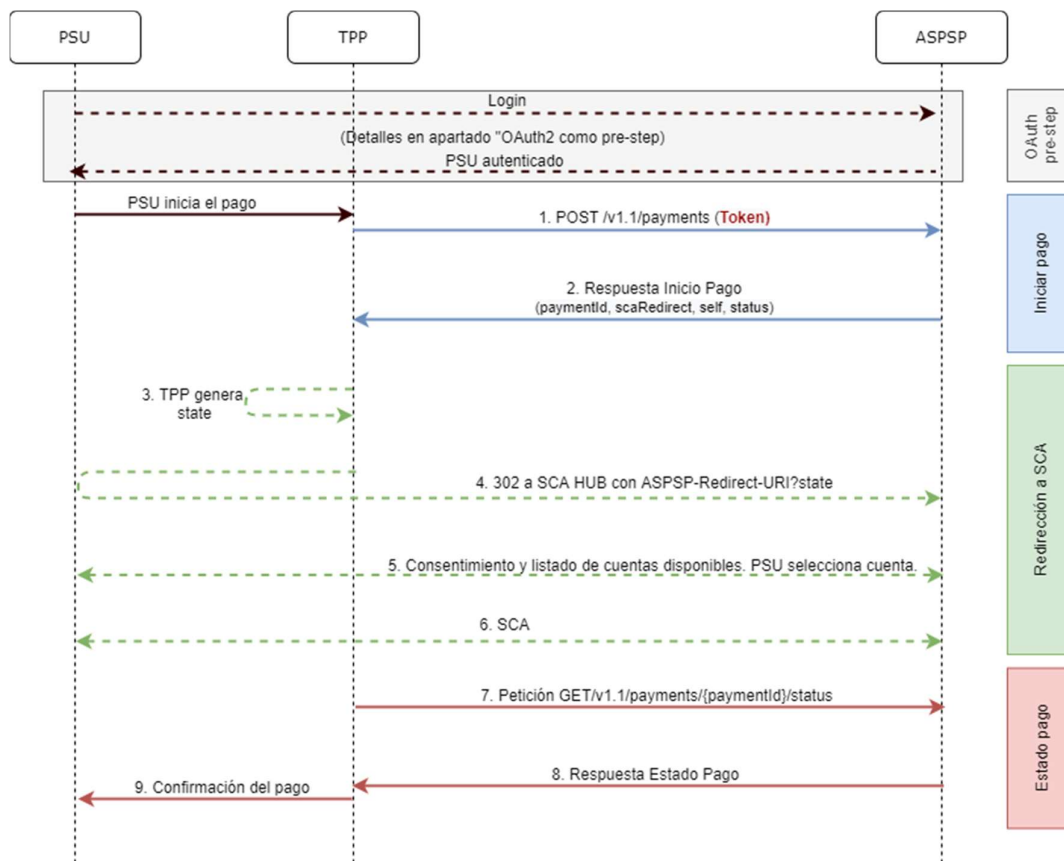 PSU
TPP
ASPSP
Login
(Detalles en apartado "OAuth2 como pre-step)
PSU autenticado
OAuth
pre-step
PSU inicia el pago
1. POST /v1.1/payments (Token)
2. Respuesta Inicio Pago
(paymentId, scaRedirect, self, status)
Iniciar pago
3. TPP genera
state
4. 302 a SCA HUB con ASPSP-Redirect-URI?state
5. Consentimiento y listado de cuentas disponibles. PSU selecciona cuenta.
6. SCA
Redirección a SCA
7. Petición GET/v1.1/payments/{paymentId}/status
8. Respuesta Estado Pago
9. Confirmación del pago
Estado pago